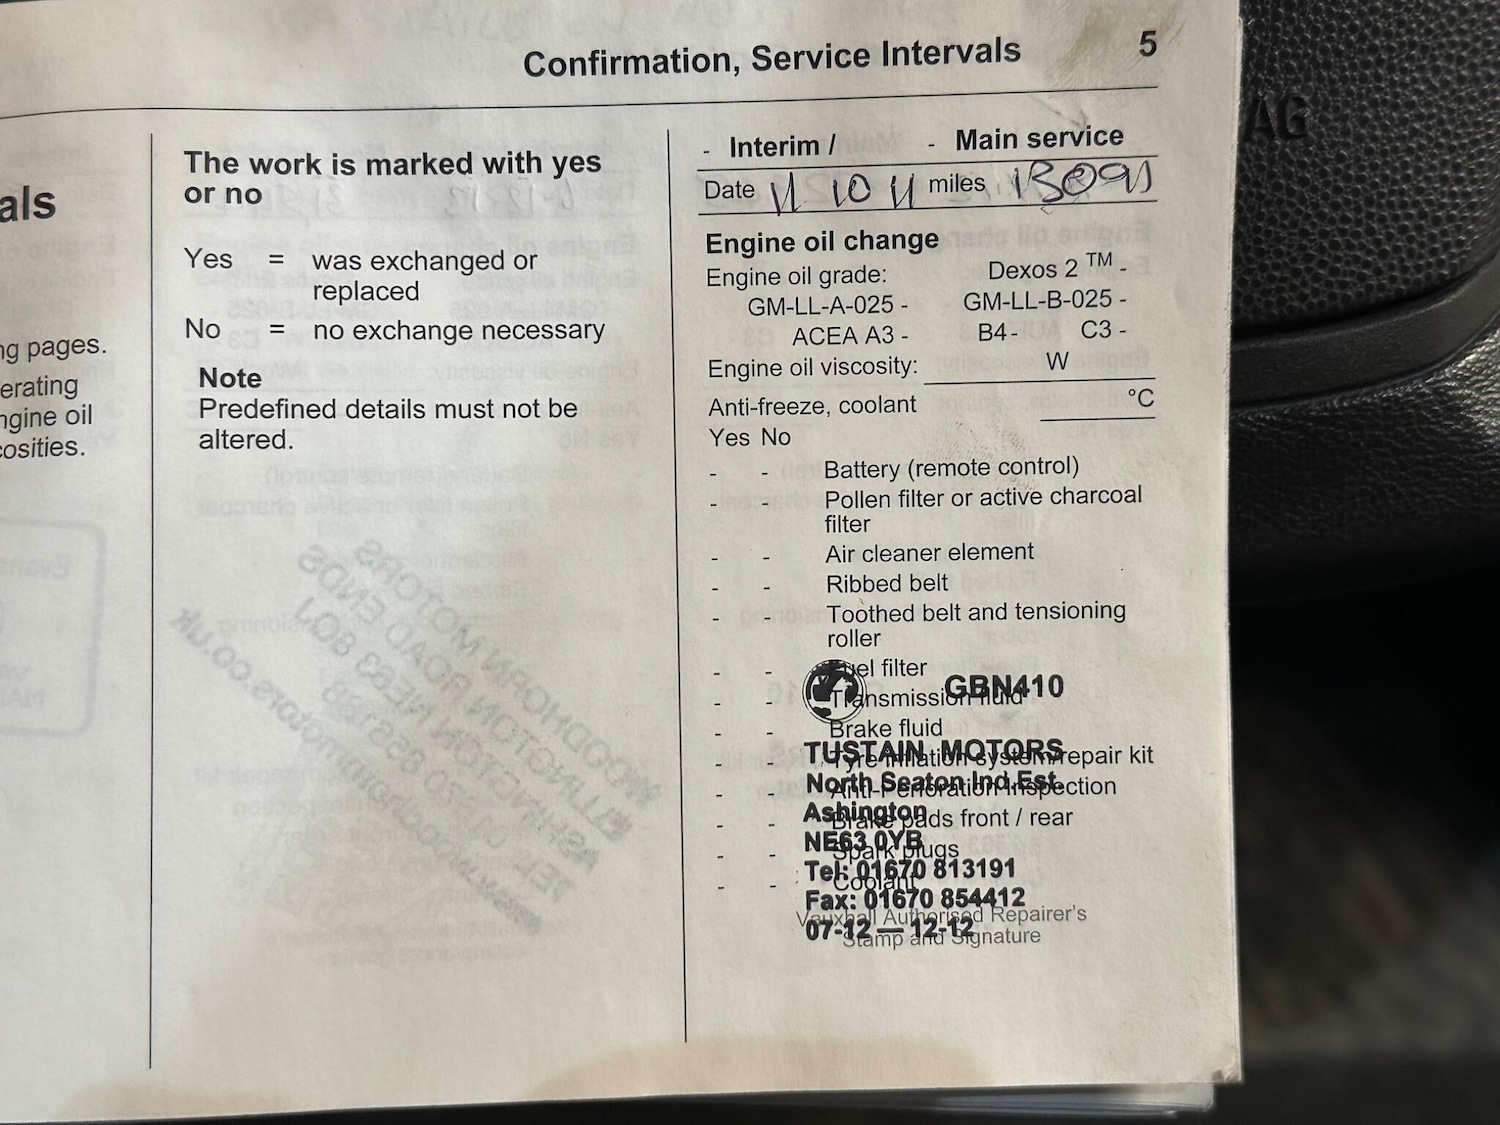 Confirmation, Service Intervals 5
als
ng pages.
erating
ngine oil
cosities.
The work is marked with yes
or no
Yes = was exchanged or
replaced
No = no exchange necessary
Note
Predefined details must not be
altered.
- Interim / - Main service
Date 11 10 11 miles 13091
Engine oil change
Engine oil grade: Dexos 2 TM -
GM-LL-A-025 - GM-LL-B-025 -
ACEA A3 - B4- C3 -
Engine oil viscosity: W
Anti-freeze, coolant °C
Yes No
- - Battery (remote control)
- - Pollen filter or active charcoal
filter
- - Air cleaner element
- - Ribbed belt
- - Toothed belt and tensioning
roller
- - Fuel filter
- - Transmission fluid
- - Brake fluid
- - Tyre inflation system/repair kit
- - Anti-Perforation Inspection
- - Brake pads front / rear
- - Spark plugs
- - Coolant
Vauxhall Authorised Repairer's
Stamp and Signature
GBN410
TUSTAIN MOTORS
North Seaton Ind Est.
Ashington
NE63 0YB
Tel: 01670 813191
Fax: 01670 854412
07-12 — 12-12
AG